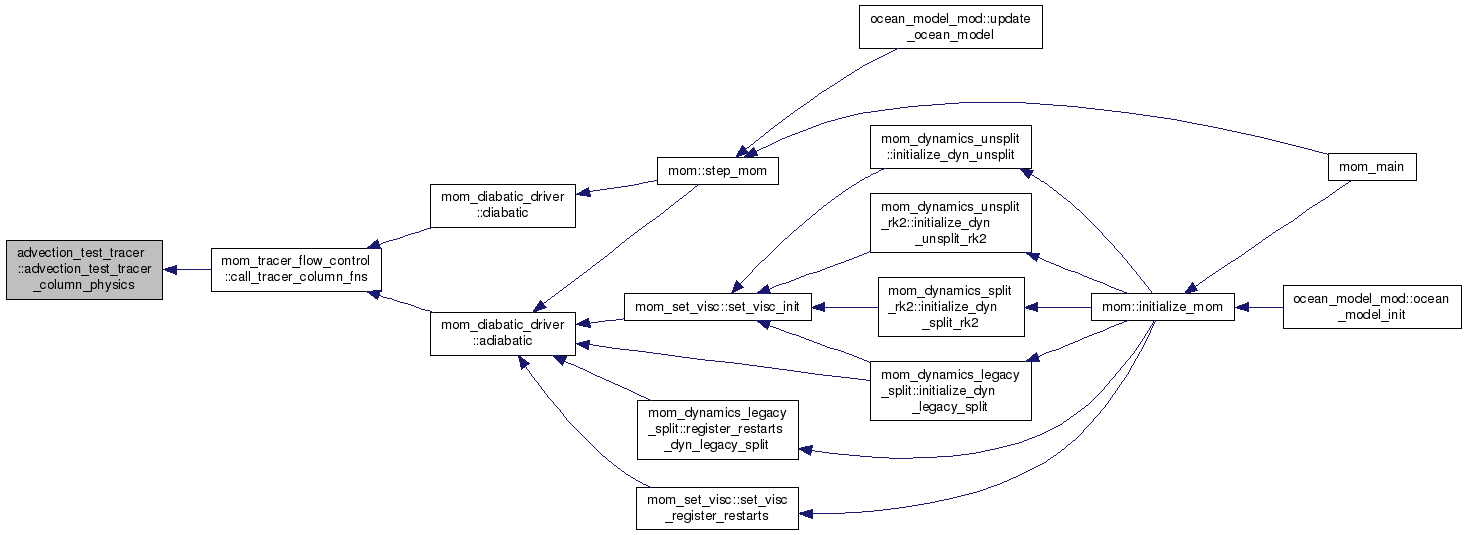 advection_test_tracer
::advection_test_tracer
_column_physics
mom_tracer_flow_control
::call_tracer_column_fns
mom_diabatic_driver
::diabatic
mom_diabatic_driver
::adiabatic
mom::step_mom
mom_set_visc::set_visc_init
mom_dynamics_legacy
_split::register_restarts
_dyn_legacy_split
mom_set_visc::set_visc
_register_restarts
ocean_model_mod::update
_ocean_model
mom_dynamics_unsplit
::initialize_dyn_unsplit
mom_dynamics_unsplit
_rk2::initialize_dyn
_unsplit_rk2
mom_dynamics_split
_rk2::initialize_dyn
_split_rk2
mom_dynamics_legacy
_split::initialize_dyn
_legacy_split
mom::initialize_mom
mom_main
ocean_model_mod::ocean
_model_init